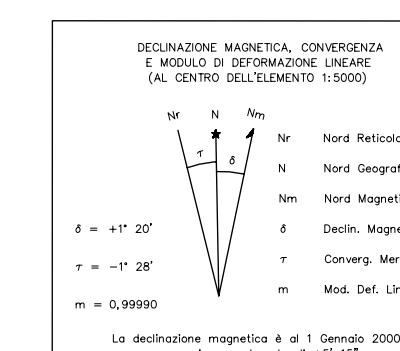 DECLINAZIONE MAGNETICA, CONVERGENZA
E MODULO DI DEFORMAZIONE LINEARE
(AL CENTRO DELL'ELEMENTO 1:5000)
Nr N Nm
τ δ
Nr Nord Reticolo
N Nord Geograf
Nm Nord Magneti
δ = +1° 20' δ Declin. Magne
τ = -1° 28' τ Converg. Mer
m = 0,99990 m Mod. Def. Lin
La declinazione magnetica è al 1 Gennaio 2000